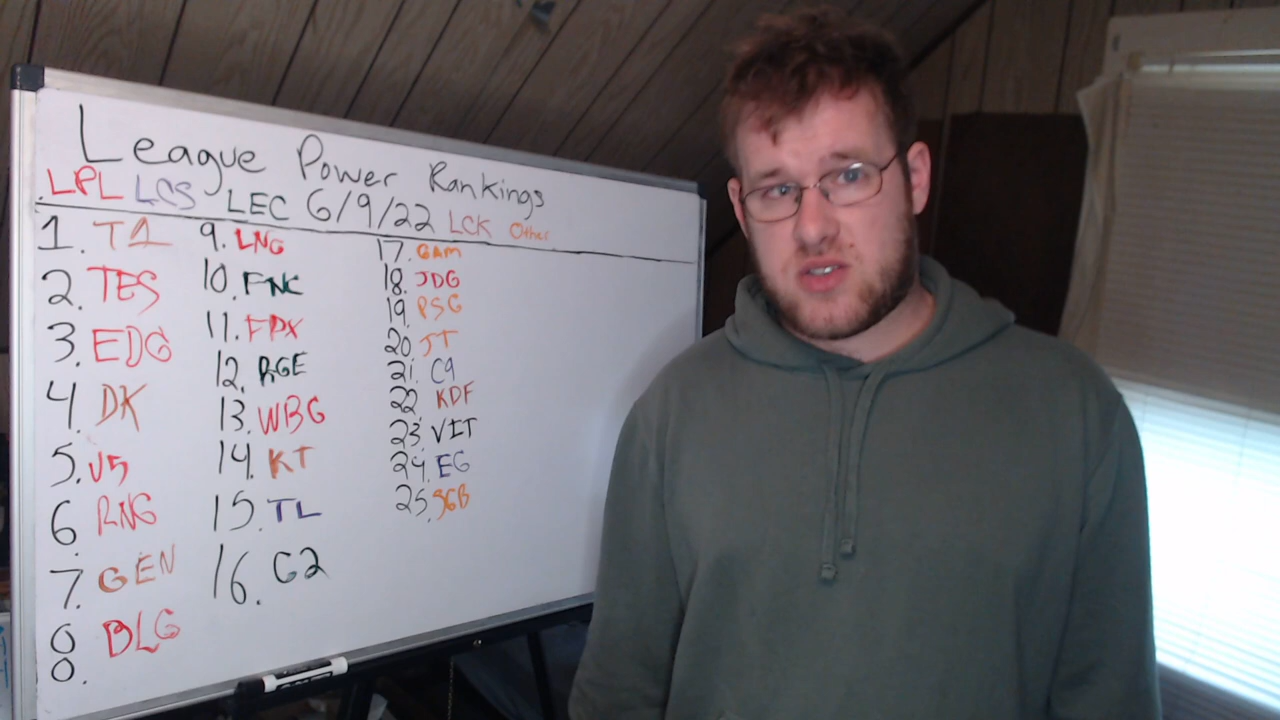 League Power Rankings
LPL LCS LEC 6/9/22 LCK Other
1. T1
2. TES
3. EDG
4. DK
5. V5
6. RNG
7. GEN
8. BLG
9. LNG
10. FNC
11. FPX
12. RGE
13. WBG
14. KT
15. TL
16. G2
17. GAM
18. JDG
19. PSG
20. JT
21. C9
22. KDF
23. VIT
24. EG
25. SGB